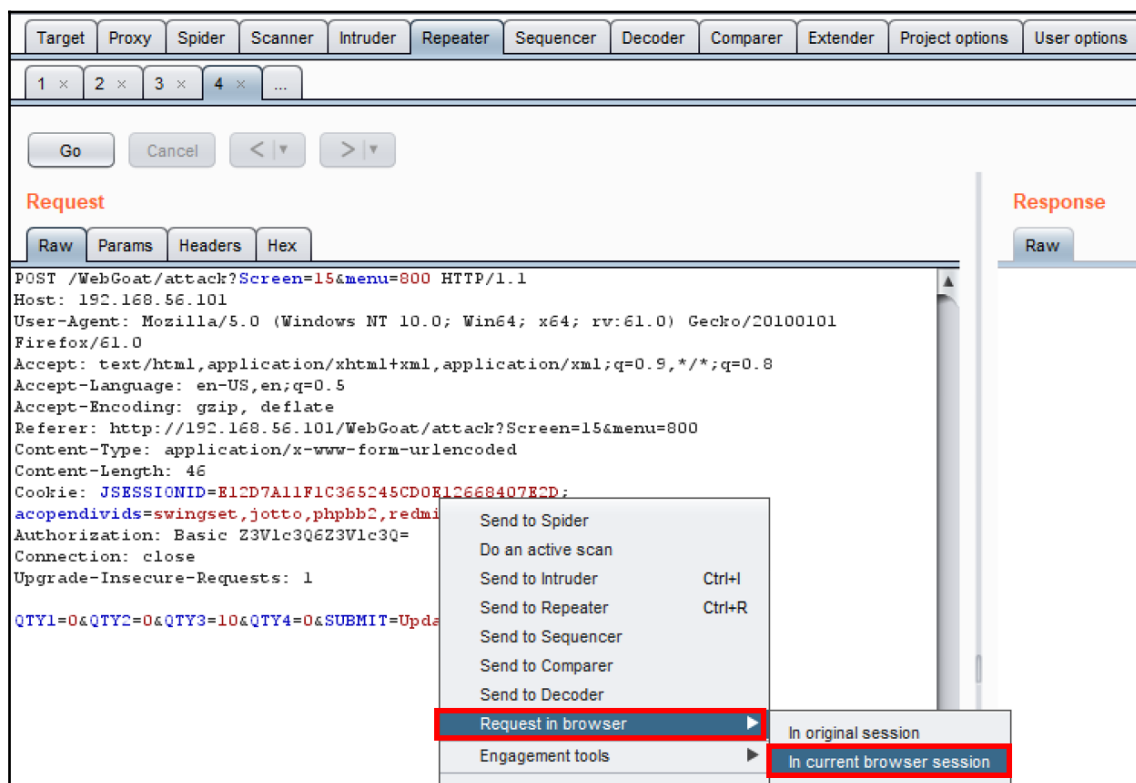 Target Proxy Spider Scanner Intruder Repeater Sequencer Decoder Comparer Extender Project options User options
1 × 2 × 3 × 4 × ...
Go Cancel < | ▼ > | ▼
Request
Raw Params Headers Hex
POST /WebGoat/attack?Screen=15&menu=800 HTTP/1.1
Host: 192.168.56.101
User-Agent: Mozilla/5.0 (Windows NT 10.0; Win64; x64; rv:61.0) Gecko/20100101
Firefox/61.0
Accept: text/html,application/xhtml+xml,application/xml;q=0.9,*/*;q=0.8
Accept-Language: en-US,en;q=0.5
Accept-Encoding: gzip, deflate
Referer: http://192.168.56.101/WebGoat/attack?Screen=15&menu=800
Content-Type: application/x-www-form-urlencoded
Content-Length: 46
Cookie: JSESSIONID=E12D7A11F1C365245CD0E12668407E2D;
acopendivids=swingset,jotto,phpbb2,redmi
Authorization: Basic Z3Vlc3Q6Z3Vlc3Q=
Connection: close
Upgrade-Insecure-Requests: 1
QTY1=0&QTY2=0&QTY3=10&QTY4=0&SUBMIT=Upda
Response
Raw
Send to Spider
Do an active scan
Send to Intruder Ctrl+I
Send to Repeater Ctrl+R
Send to Sequencer
Send to Comparer
Send to Decoder
Request in browser
Engagement tools
In original session
In current browser session